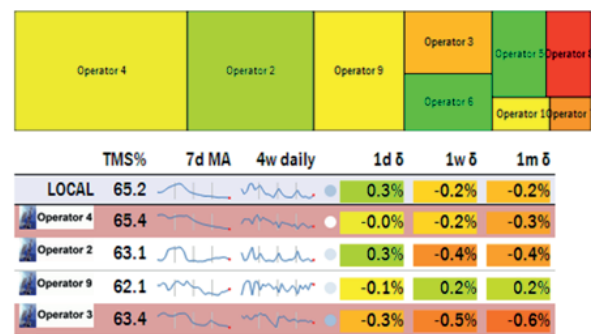 Operator 4
Operator 2
Operator 9
Operator 3
Operator 6
Operator 5
Operator 8
Operator 10
Operator
TMS% 7d MA 4w daily 1d δ 1w δ 1m δ
LOCAL 65.2 0.3% -0.2% -0.2%
Operator 4 65.4 -0.0% -0.2% -0.3%
Operator 2 63.1 0.3% -0.4% -0.4%
Operator 9 62.1 -0.1% 0.2% 0.2%
Operator 3 63.4 -0.3% -0.5% -0.6%